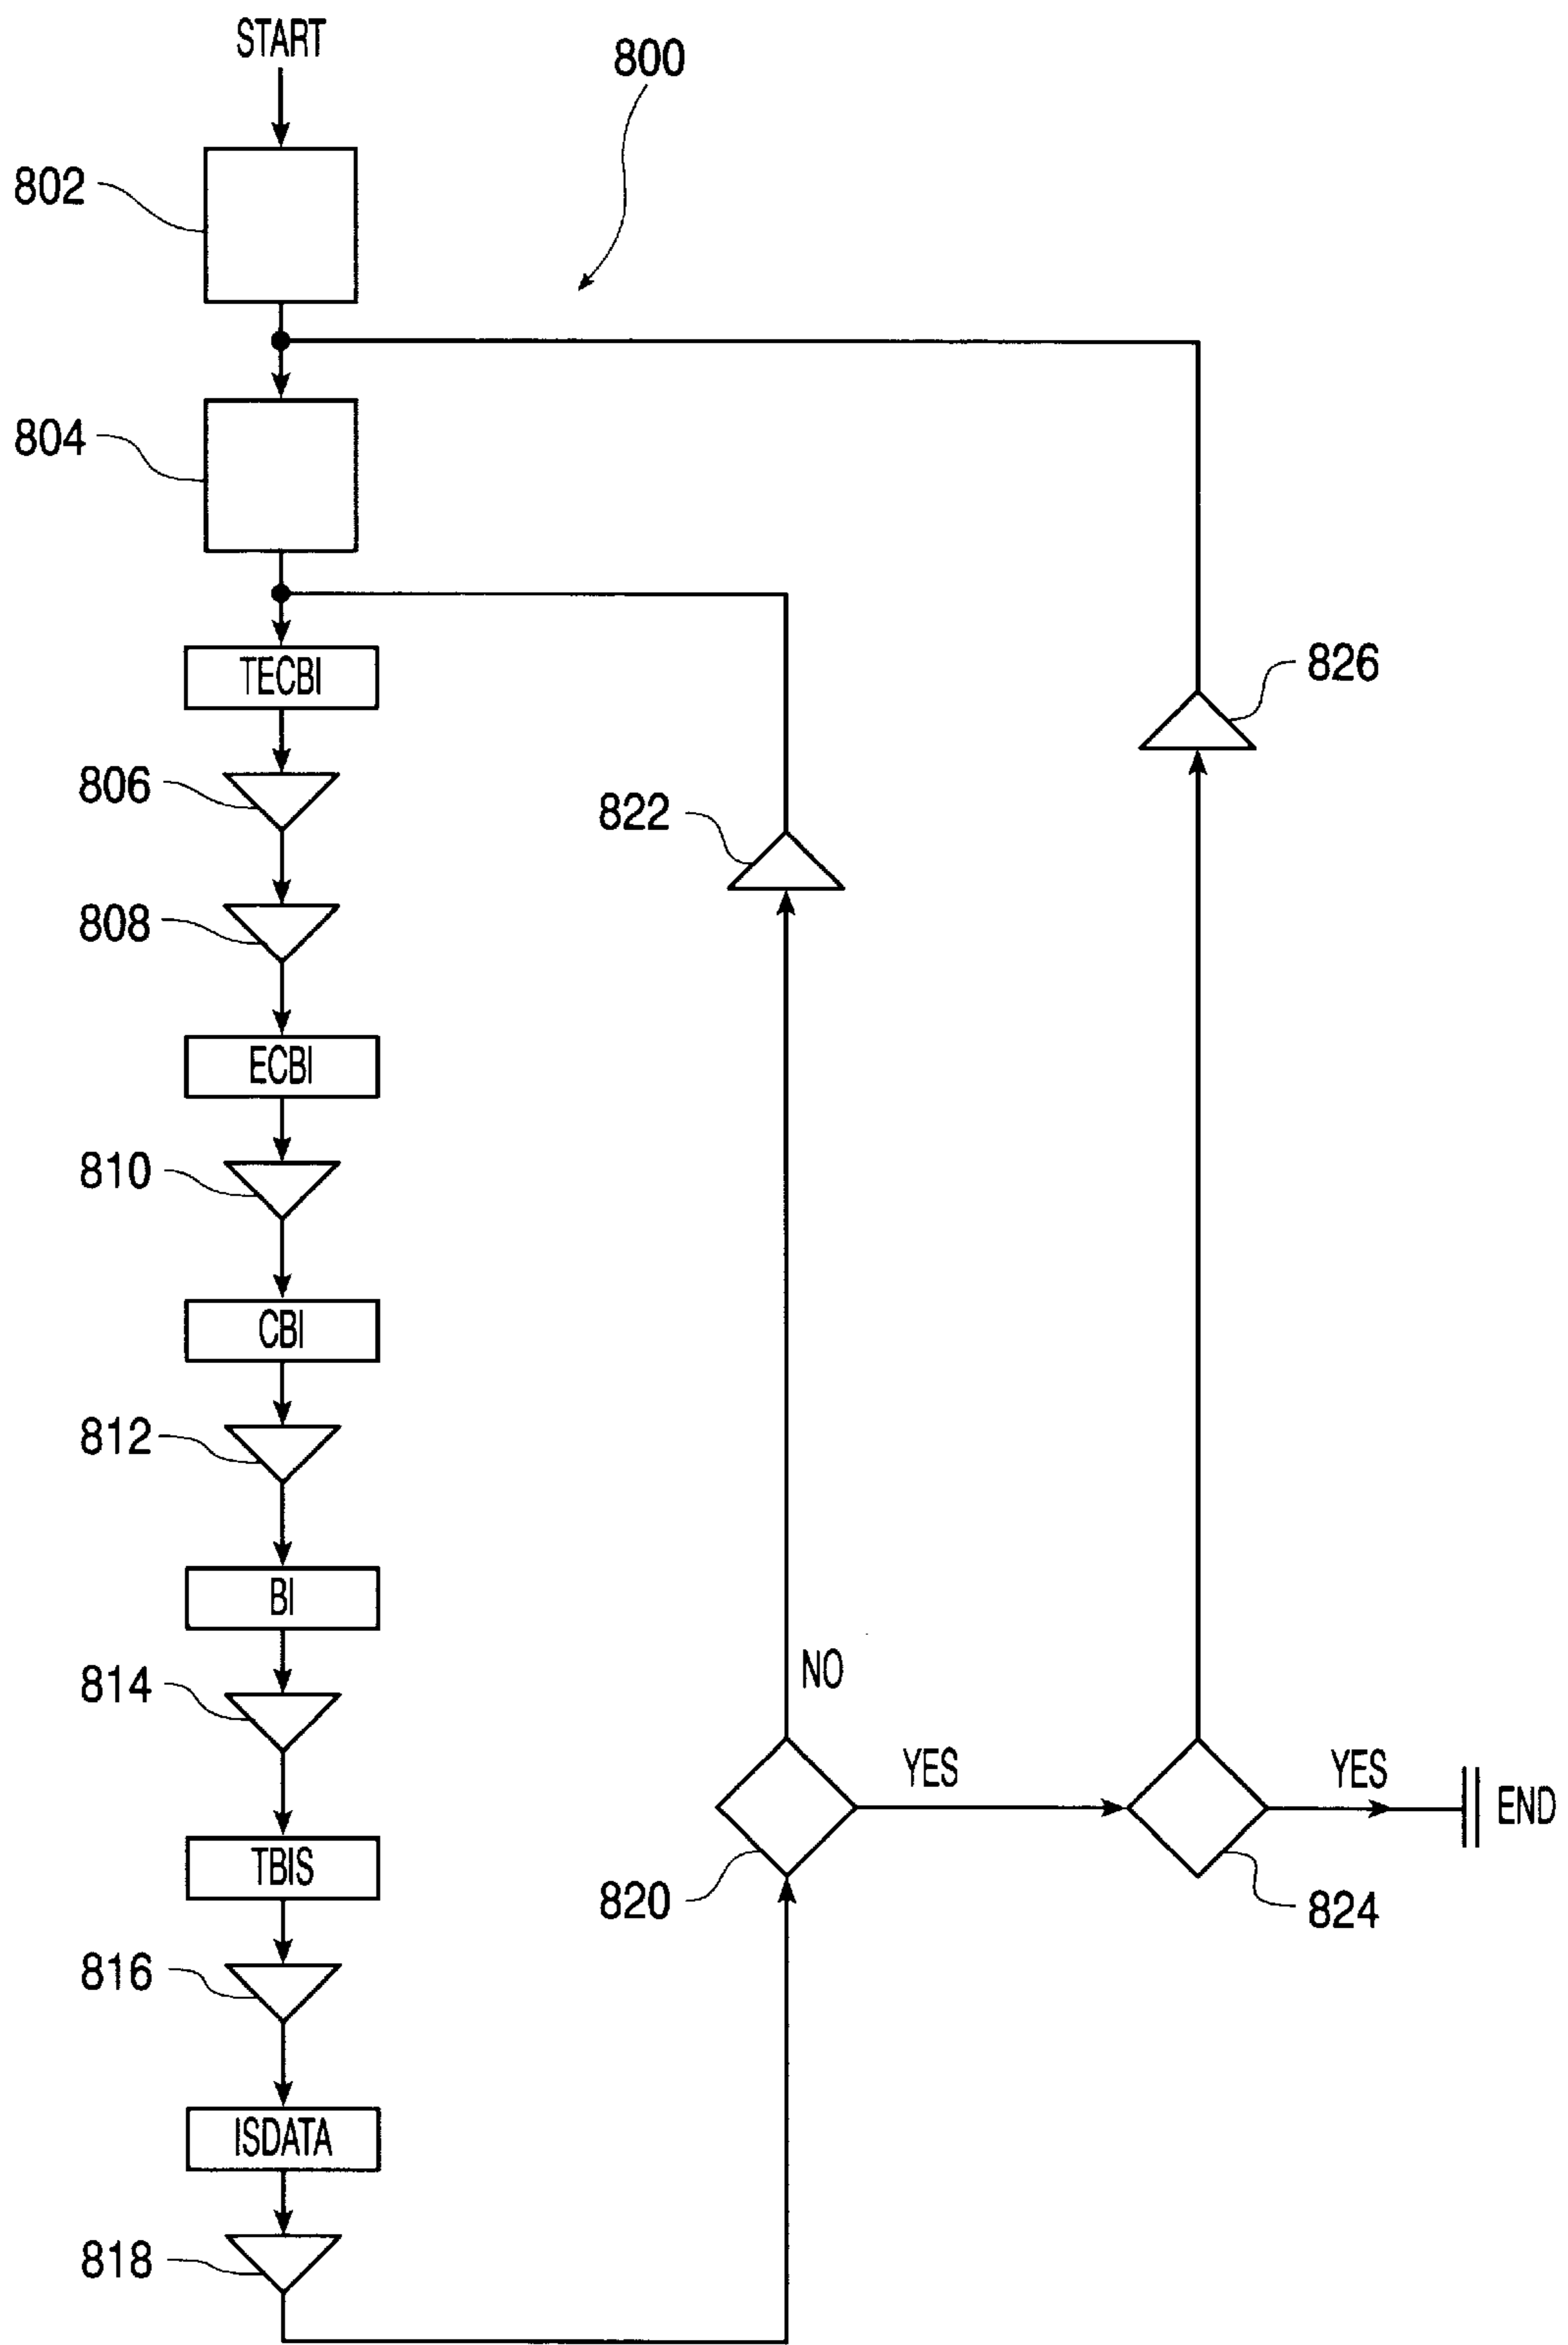 START
800
802
804
TECBI
826
806
822
808
ECBI
810
CBI
812
BI
NO
814
YES
YES
END
TBIS
820
824
816
ISDATA
818